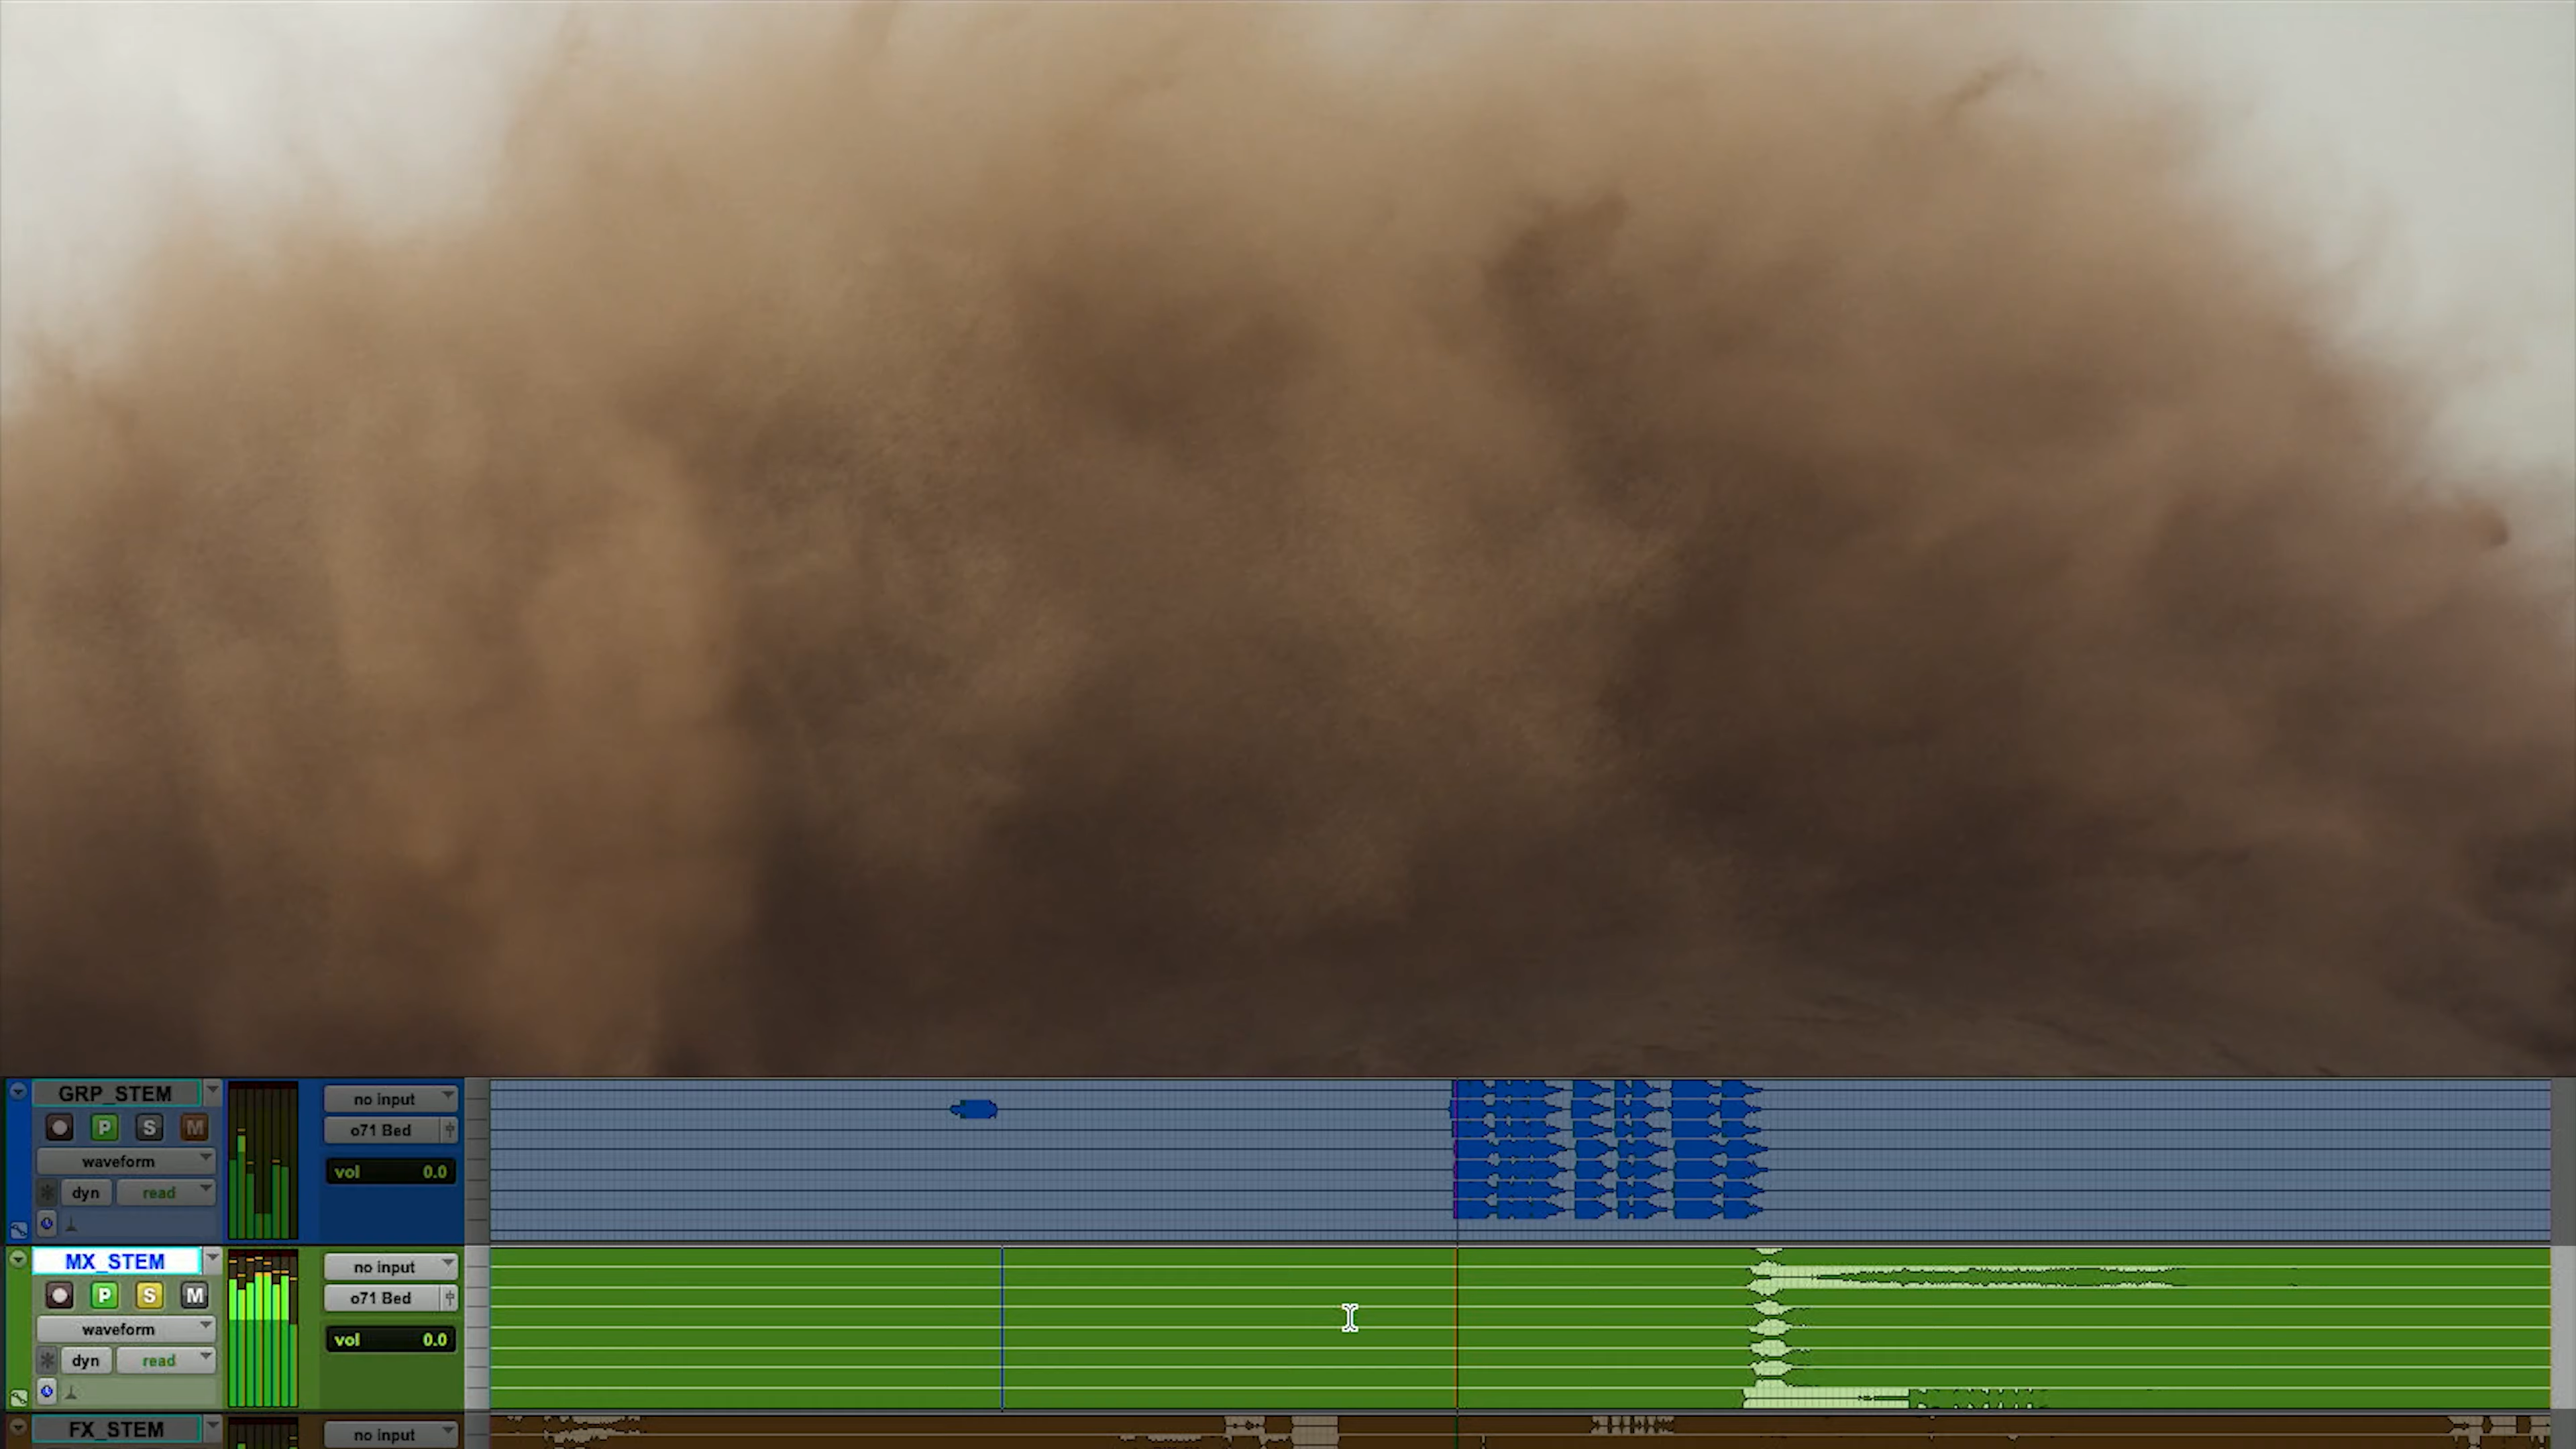 GRP_STEM
no input
P S M
o71 Bed
waveform
vol 0.0
dyn read
MX_STEM
no input
P S M
o71 Bed
waveform
vol 0.0
dyn read
FX_STEM
no input